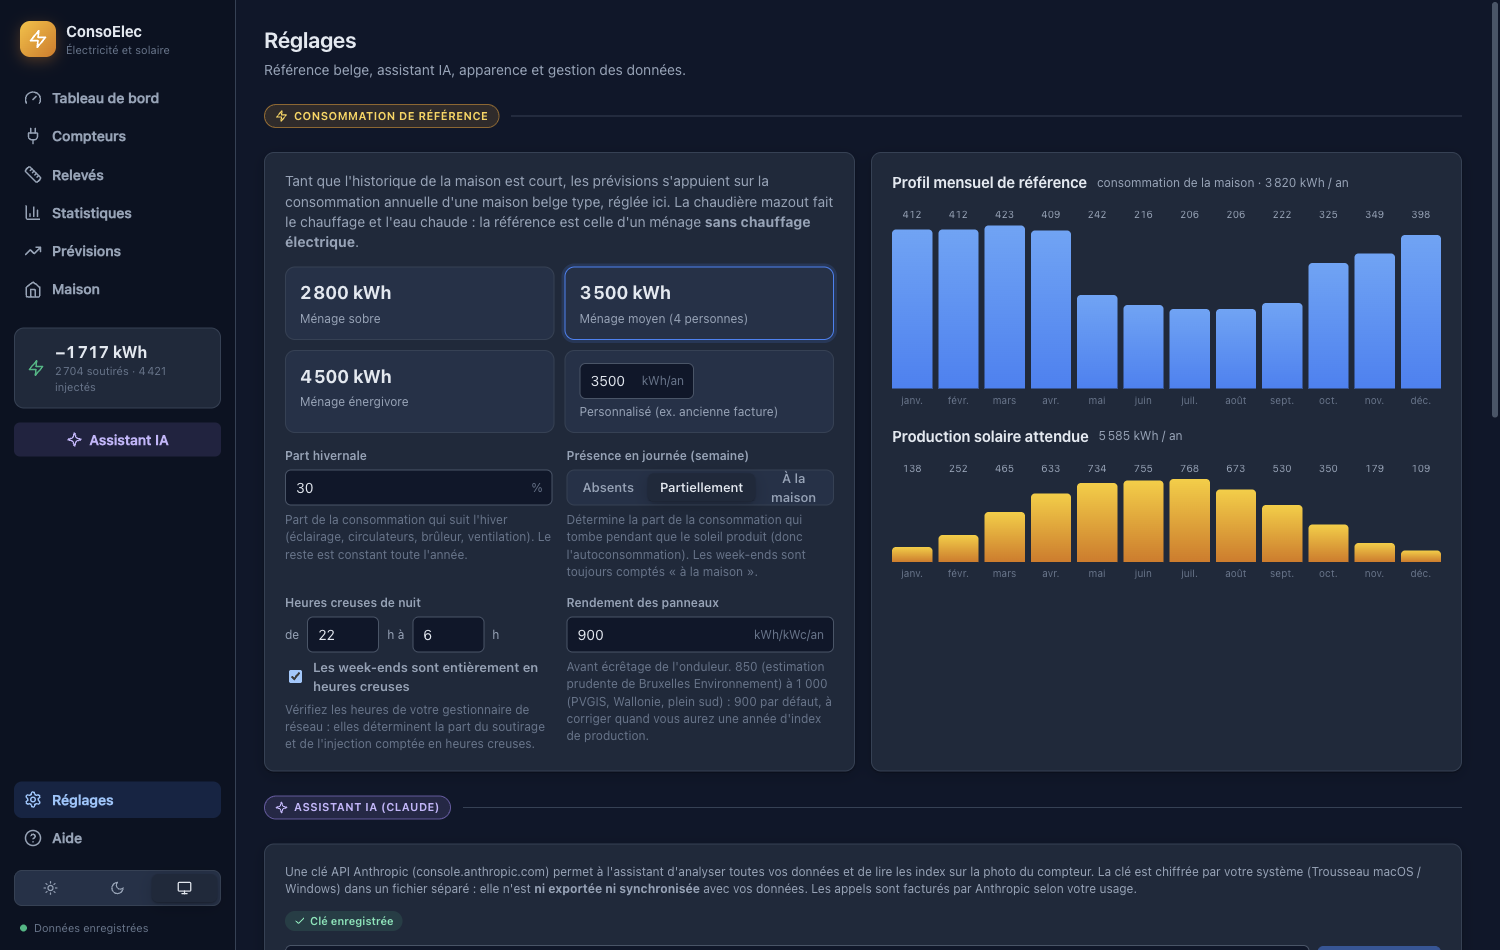 ConsoElec
Électricité et solaire
Tableau de bord
Compteurs
Relevés
Statistiques
Prévisions
Maison
−1 717 kWh
2 704 soutirés · 4 421
injectés
Assistant IA
Réglages
Aide
Données enregistrées
Réglages
Référence belge, assistant IA, apparence et gestion des données.
CONSOMMATION DE RÉFÉRENCE
Tant que l'historique de la maison est court, les prévisions s'appuient sur la
consommation annuelle d'une maison belge type, réglée ici. La chaudière mazout fait
le chauffage et l'eau chaude : la référence est celle d'un ménage sans chauffage
électrique.
2 800 kWh
Ménage sobre
3 500 kWh
Ménage moyen (4 personnes)
4 500 kWh
Ménage énergivore
3500 kWh/an
Personnalisé (ex. ancienne facture)
Part hivernale
30 %
Part de la consommation qui suit l'hiver
(éclairage, circulateurs, brûleur, ventilation). Le
reste est constant toute l'année.
Présence en journée (semaine)
Absents Partiellement À la
maison
Détermine la part de la consommation qui
tombe pendant que le soleil produit (donc
l'autoconsommation). Les week-ends sont
toujours comptés « à la maison ».
Heures creuses de nuit
de 22 h à 6 h
Les week-ends sont entièrement en
heures creuses
Vérifiez les heures de votre gestionnaire de
réseau : elles déterminent la part du soutirage
et de l'injection comptée en heures creuses.
Rendement des panneaux
900 kWh/kWc/an
Avant écrêtage de l'onduleur. 850 (estimation
prudente de Bruxelles Environnement) à 1 000
(PVGIS, Wallonie, plein sud) : 900 par défaut, à
corriger quand vous aurez une année d'index
de production.
Profil mensuel de référence consommation de la maison · 3 820 kWh / an
412 412 423 409 242 216 206 206 222 325 349 398
janv. févr. mars avr. mai juin juil. août sept. oct. nov. déc.
Production solaire attendue 5 585 kWh / an
138 252 465 633 734 755 768 673 530 350 179 109
janv. févr. mars avr. mai juin juil. août sept. oct. nov. déc.
ASSISTANT IA (CLAUDE)
Une clé API Anthropic (console.anthropic.com) permet à l'assistant d'analyser toutes vos données et de lire les index sur la photo du compteur. La clé est chiffrée par votre système (Trousseau macOS /
Windows) dans un fichier séparé : elle n'est ni exportée ni synchronisée avec vos données. Les appels sont facturés par Anthropic selon votre usage.
Clé enregistrée